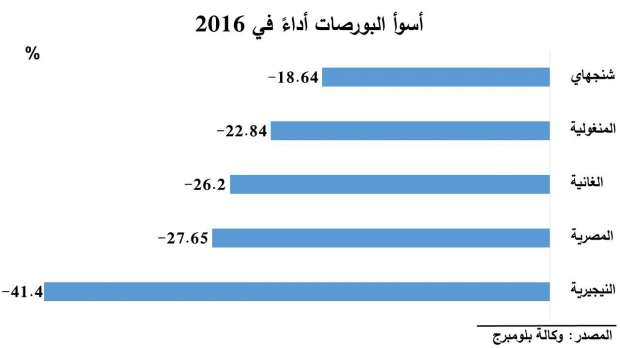 أسوأ البورصات أداءً في 2016
%
شنجهاي
-18.64
المنغولية
-22.84
الغانية
-26.2
المصرية
-27.65
النيجيرية
-41.4
المصدر: وكالة بلومبرج